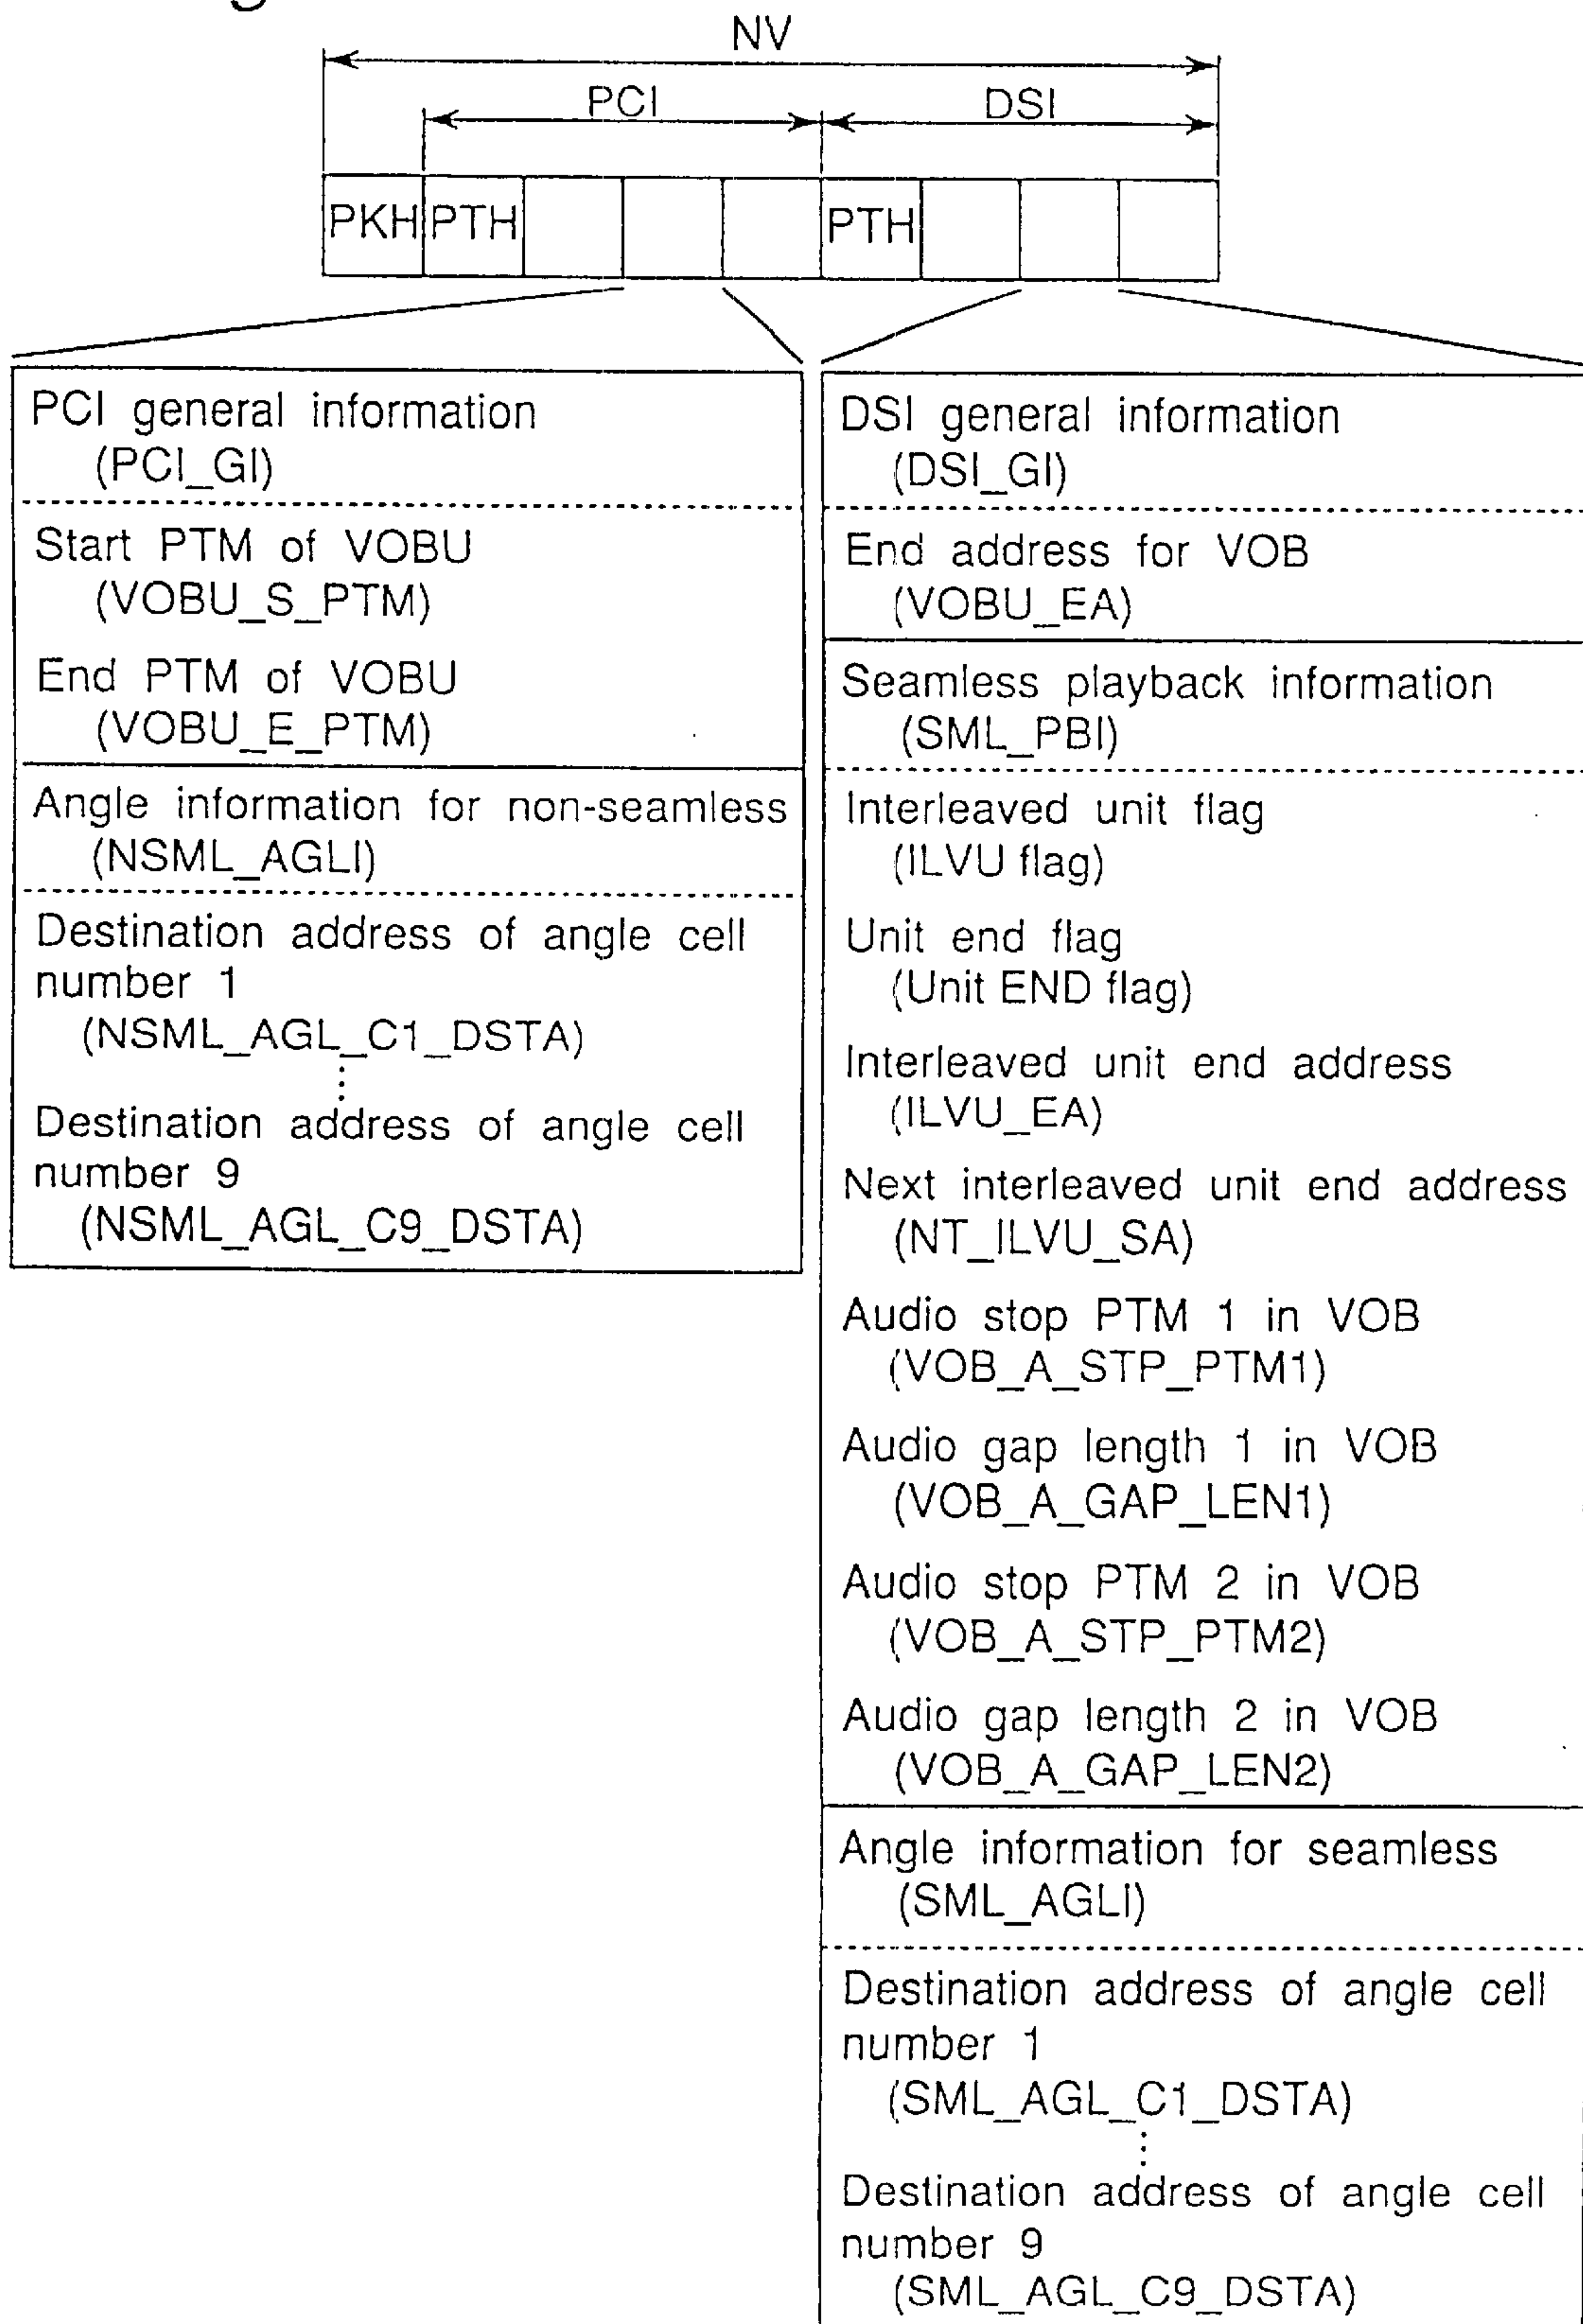 NV
PCI DSI
PKH PTH PTH
PCI general information
(PCI_GI)
Start PTM of VOBU
(VOBU_S_PTM)
End PTM of VOBU
(VOBU_E_PTM)
Angle information for non-seamless
(NSML_AGLI)
Destination address of angle cell
number 1
(NSML_AGL_C1_DSTA)
Destination address of angle cell
number 9
(NSML_AGL_C9_DSTA)
DSI general information
(DSI_GI)
End address for VOB
(VOBU_EA)
Seamless playback information
(SML_PBI)
Interleaved unit flag
(ILVU flag)
Unit end flag
(Unit END flag)
Interleaved unit end address
(ILVU_EA)
Next interleaved unit end address
(NT_ILVU_SA)
Audio stop PTM 1 in VOB
(VOB_A_STP_PTM1)
Audio gap length 1 in VOB
(VOB_A_GAP_LEN1)
Audio stop PTM 2 in VOB
(VOB_A_STP_PTM2)
Audio gap length 2 in VOB
(VOB_A_GAP_LEN2)
Angle information for seamless
(SML_AGLI)
Destination address of angle cell
number 1
(SML_AGL_C1_DSTA)
Destination address of angle cell
number 9
(SML_AGL_C9_DSTA)